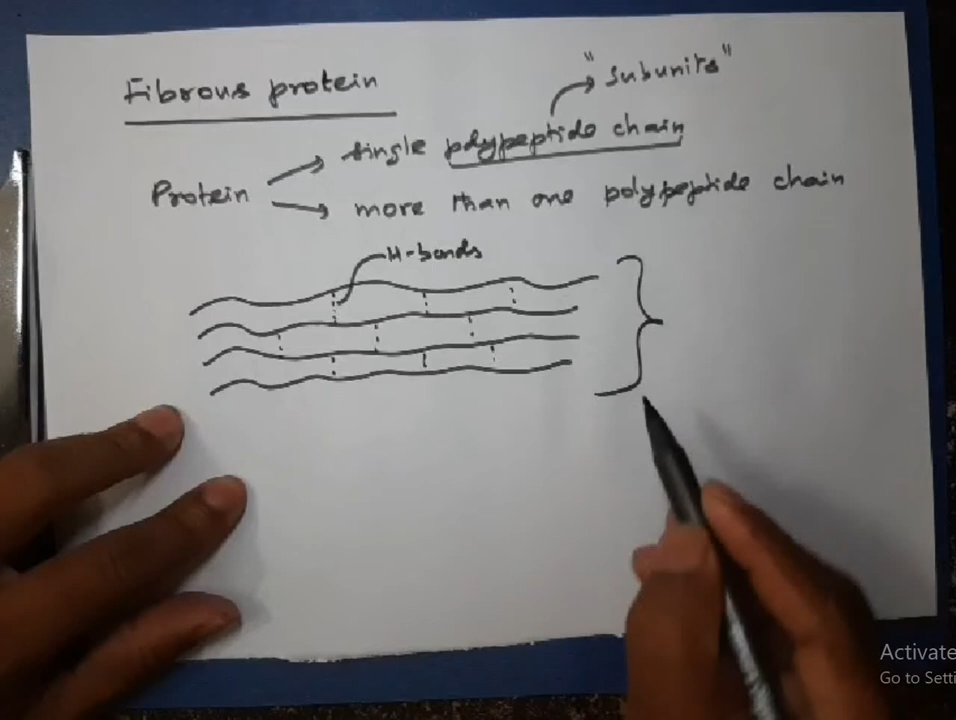 Fibrous protein
"Subunits"
single polypeptide chain
Protein
more than one polypeptide chain
H-bonds
Activate
Go to Setti